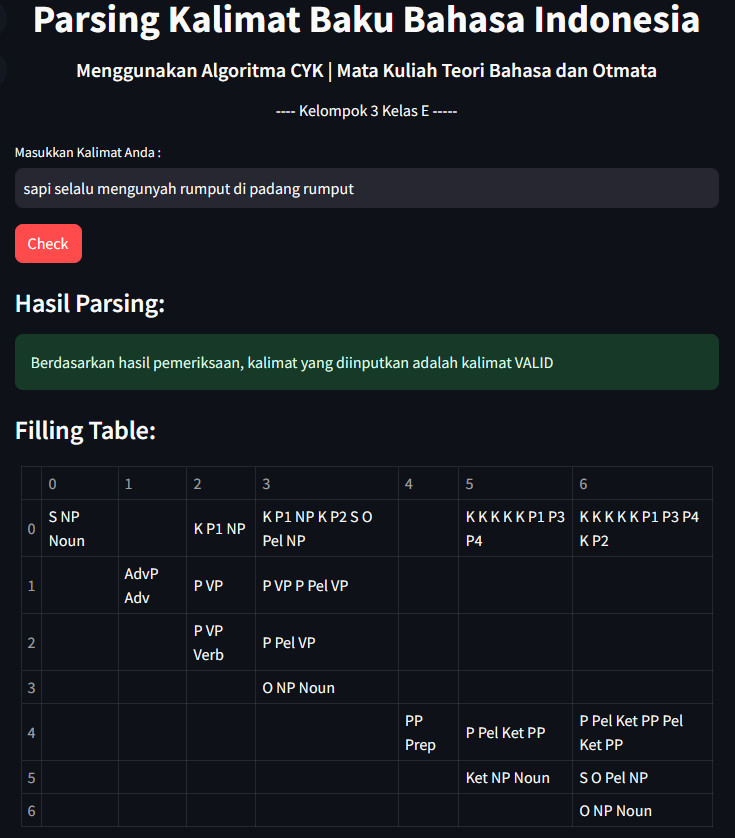 Parsing Kalimat Baku Bahasa Indonesia
Menggunakan Algoritma CYK | Mata Kuliah Teori Bahasa dan Otmata
---- Kelompok 3 Kelas E -----
Masukkan Kalimat Anda :
sapi selalu mengunyah rumput di padang rumput
Check
Hasil Parsing:
Berdasarkan hasil pemeriksaan, kalimat yang diinputkan adalah kalimat VALID
Filling Table:
0 1 2 3 4 5 6
S NP K P1 NP K P2 S O K K K K K P1 P3 K K K K K P1 P3 P4
0 Noun K P1 NP Pel NP P4 K P2
1 AdvP Adv P VP P VP P Pel VP
2 P VP Verb P Pel VP
3 O NP Noun
4 PP Prep P Pel Ket PP P Pel Ket PP Pel Ket PP
5 Ket NP Noun S O Pel NP
6 O NP Noun